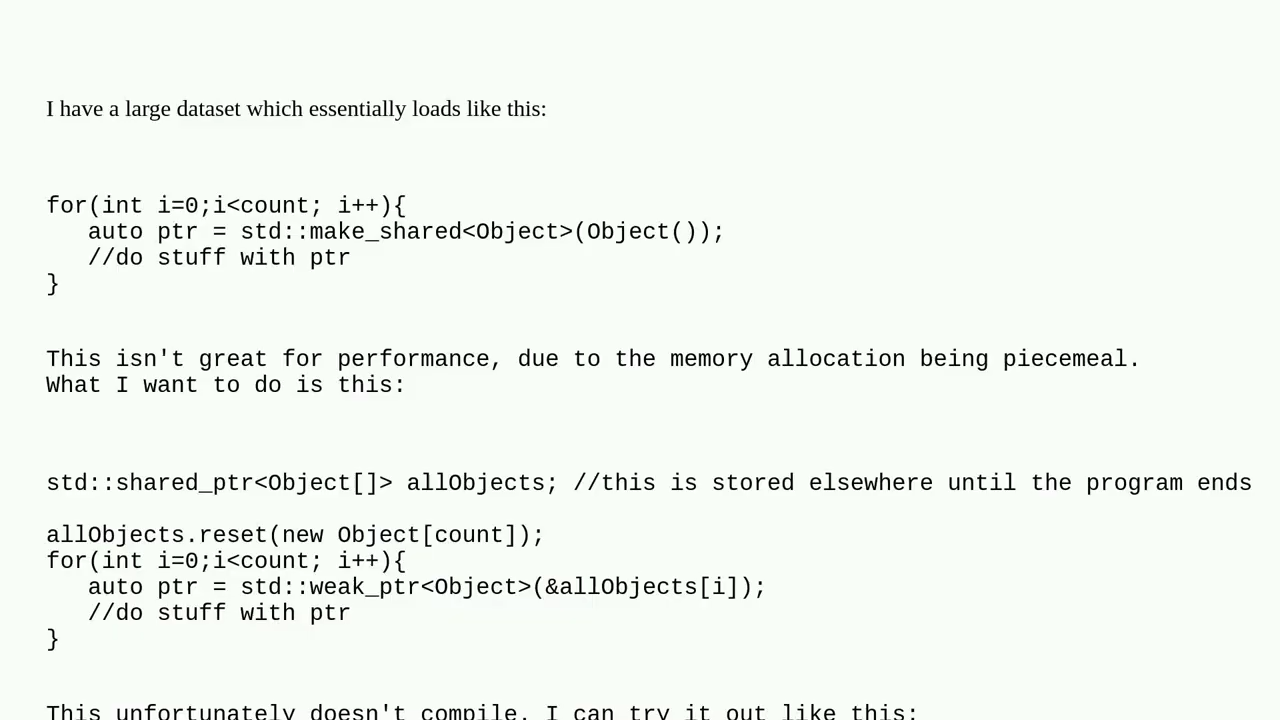 I have a large dataset which essentially loads like this:
for(int i=0;i<count; i++){
   auto ptr = std::make_shared<Object>(Object());
   //do stuff with ptr
}
This isn't great for performance, due to the memory allocation being piecemeal.
What I want to do is this:
std::shared_ptr<Object[]> allObjects; //this is stored elsewhere until the program ends
allObjects.reset(new Object[count]);
for(int i=0;i<count; i++){
   auto ptr = std::weak_ptr<Object>(&allObjects[i]);
   //do stuff with ptr
}
This unfortunately doesn't compile. I can try it out like this: